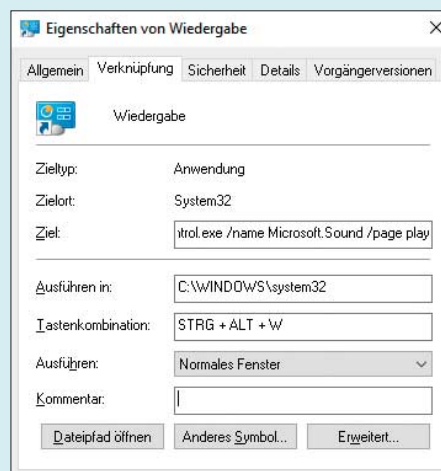 Eigenschaften von Wiedergabe
Allgemein Verknüpfung Sicherheit Details Vorgängerversionen
Wiedergabe
Zieltyp: Anwendung
Zielort: System32
Ziel: ntrol.exe /name Microsoft.Sound /page play
Ausführen in: C:\WINDOWS\system32
Tastenkombination: STRG + ALT + W
Ausführen: Normales Fenster
Kommentar:
Dateipfad öffnen Anderes Symbol... Erweitert...